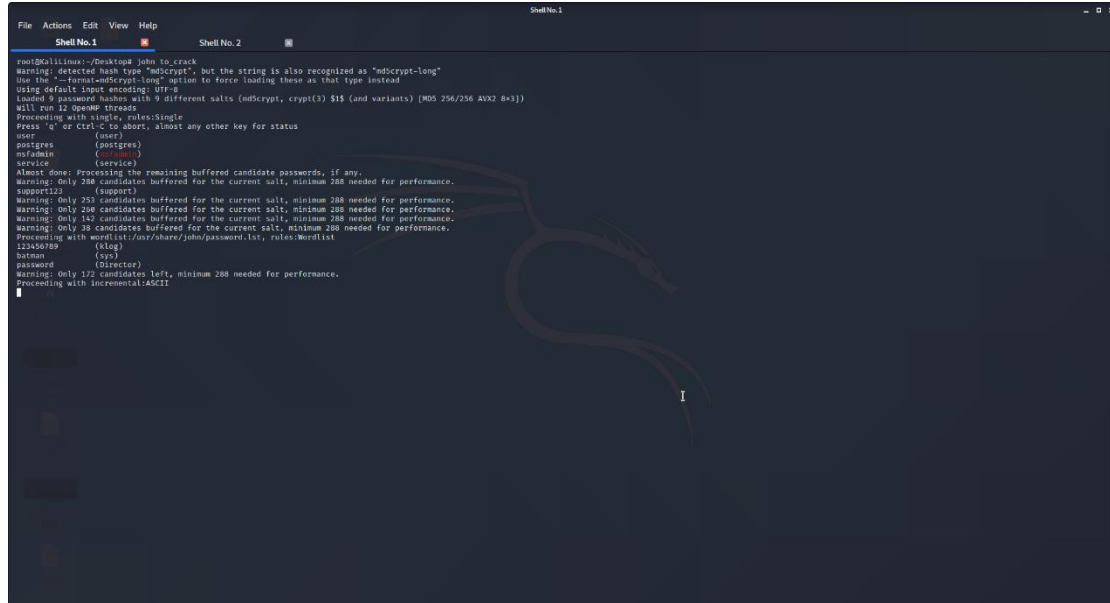 Shell No. 1
File Actions Edit View Help
Shell No. 1 Shell No. 2
root@KaliLinux:~/Desktop# john to_crack
Warning: detected hash type "md5crypt", but the string is also recognized as "md5crypt-long"
Use the "--format=md5crypt-long" option to force loading these as that type instead
Using default input encoding: UTF-8
Loaded 9 password hashes with 9 different salts (md5crypt, crypt(3) $1$ (and variants) [MD5 256/256 AVX2 8×3])
Will run 12 OpenMP threads
Proceeding with single, rules:Single
Press 'q' or Ctrl-C to abort, almost any other key for status
user (user)
postgres (postgres)
msfadmin (msfadmin)
service (service)
Almost done: Processing the remaining buffered candidate passwords, if any.
Warning: Only 280 candidates buffered for the current salt, minimum 288 needed for performance.
support123 (support)
Warning: Only 253 candidates buffered for the current salt, minimum 288 needed for performance.
Warning: Only 260 candidates buffered for the current salt, minimum 288 needed for performance.
Warning: Only 142 candidates buffered for the current salt, minimum 288 needed for performance.
Warning: Only 38 candidates buffered for the current salt, minimum 288 needed for performance.
Proceeding with wordlist:/usr/share/john/password.lst, rules:Wordlist
123456789 (klog)
batman (sys)
password (Director)
Warning: Only 172 candidates left, minimum 288 needed for performance.
Proceeding with incremental:ASCII